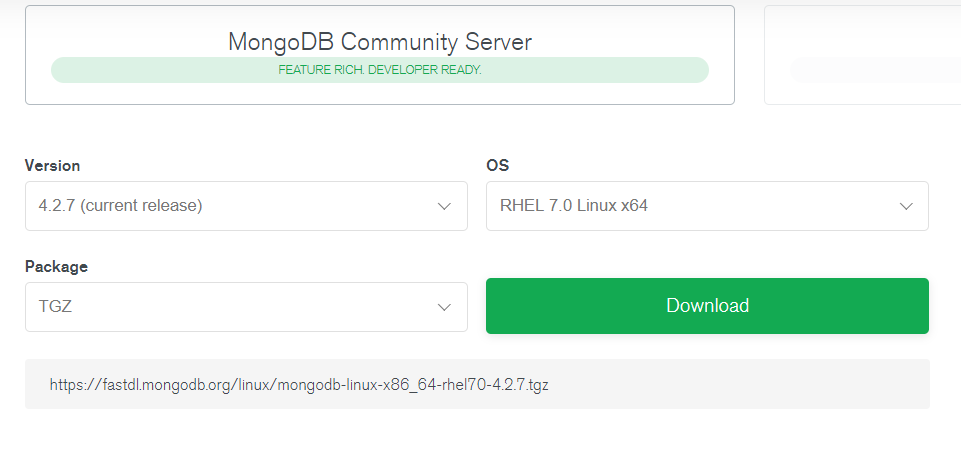 MongoDB Community Server
FEATURE RICH. DEVELOPER READY.
Version
4.2.7 (current release)
OS
RHEL 7.0 Linux x64
Package
TGZ
Download
https://fastdl.mongodb.org/linux/mongodb-linux-x86_64-rhel70-4.2.7.tgz